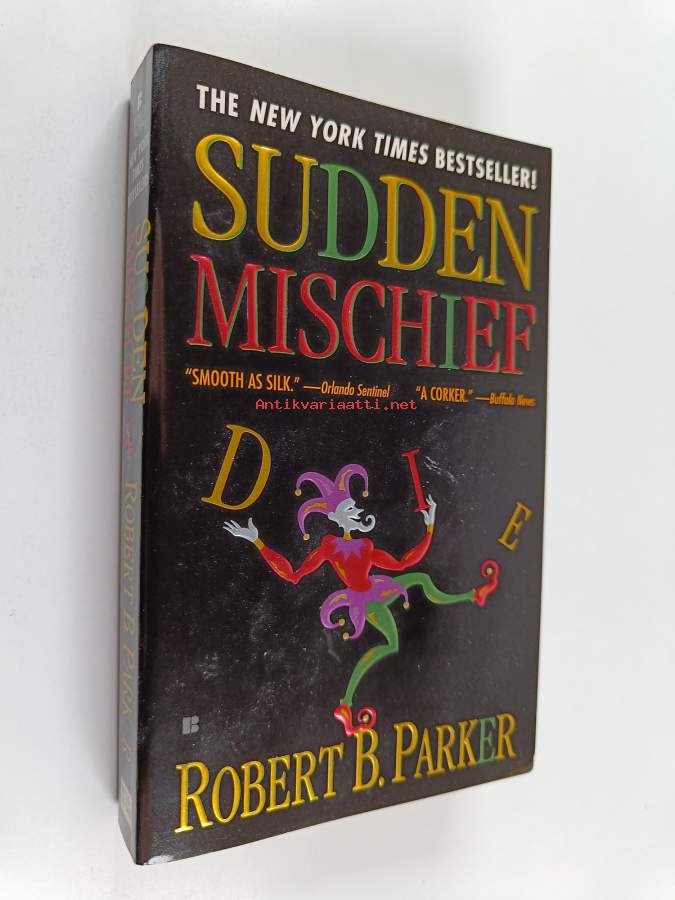 THE NEW YORK TIMES BESTSELLER!
SUDDEN
MISCHIEF
"SMOOTH AS SILK." —Orlando Sentinel "A CORKER." —Buffalo News
Antikvariaatti.net
D I E
B
ROBERT B. PARKER
SUDDEN
ROBERT B. PARKER